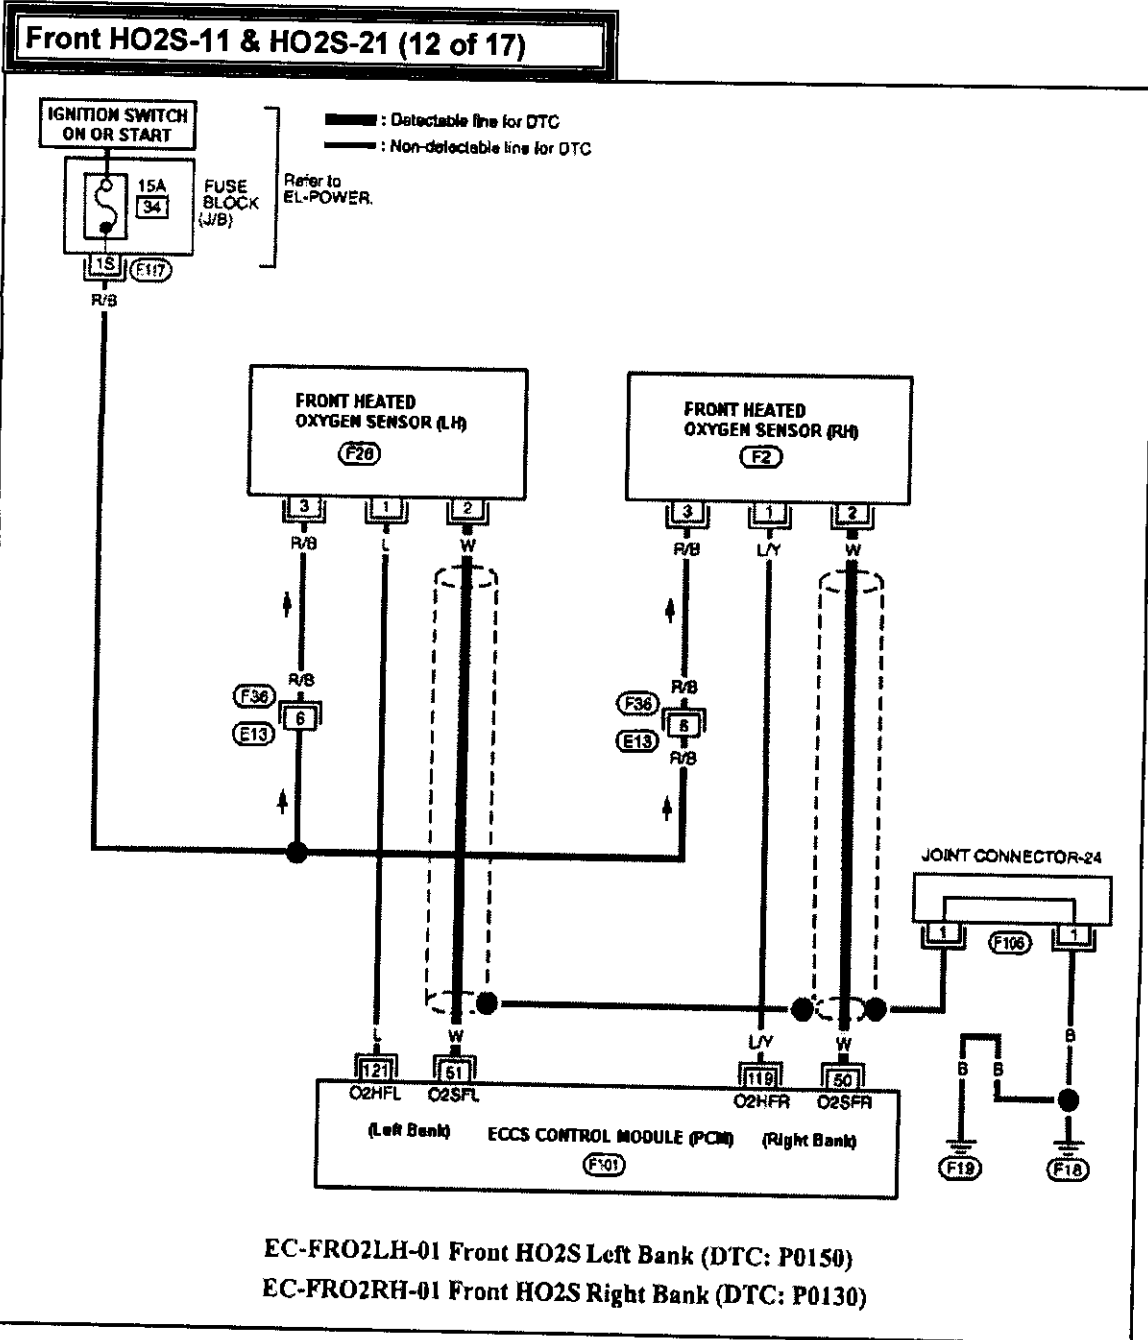 Front HO2S-11 & HO2S-21 (12 of 17)
IGNITION SWITCH
ON OR START
: Detectable line for DTC
: Non-detectable line for DTC
15A
34
FUSE
BLOCK
(J/B)
Refer to
EL-POWER.
1S
R/B
FRONT HEATED
OXYGEN SENSOR (LH)
FRONT HEATED
OXYGEN SENSOR (RH)
F2
3
1
2
3
1
2
R/B
L
W
R/B
L/Y
W
R/B
R/B
F36
6
F36
6
E13
E13
R/B
JOINT CONNECTOR-24
1
F106
1
L
W
L/Y
W
B
B
B
121
51
119
50
O2HFL
O2SFL
O2HFR
O2SFR
(Left Bank)
ECCS CONTROL MODULE (PCM)
(Right Bank)
F101
F19
F18
EC-FRO2LH-01 Front HO2S Left Bank (DTC: P0150)
EC-FRO2RH-01 Front HO2S Right Bank (DTC: P0130)